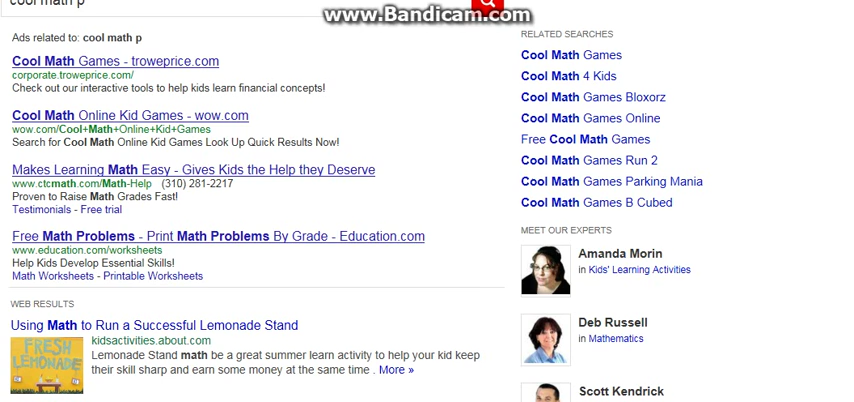 cool math p
www.Bandicam.com
Ads related to: cool math p
Cool Math Games - troweprice.com
corporate.troweprice.com/
Check out our interactive tools to help kids learn financial concepts!
Cool Math Online Kid Games - wow.com
wow.com/Cool+Math+Online+Kid+Games
Search for Cool Math Online Kid Games Look Up Quick Results Now!
Makes Learning Math Easy - Gives Kids the Help they Deserve
www.ctcmath.com/Math-Help (310) 281-2217
Proven to Raise Math Grades Fast!
Testimonials - Free trial
Free Math Problems - Print Math Problems By Grade - Education.com
www.education.com/worksheets
Help Kids Develop Essential Skills!
Math Worksheets - Printable Worksheets
WEB RESULTS
Using Math to Run a Successful Lemonade Stand
FRESH
LEMONADE
kidsactivities.about.com
Lemonade Stand math be a great summer learn activity to help your kid keep
their skill sharp and earn some money at the same time . More »
RELATED SEARCHES
Cool Math Games
Cool Math 4 Kids
Cool Math Games Bloxorz
Cool Math Games Online
Free Cool Math Games
Cool Math Games Run 2
Cool Math Games Parking Mania
Cool Math Games B Cubed
MEET OUR EXPERTS
Amanda Morin
in Kids' Learning Activities
Deb Russell
in Mathematics
Scott Kendrick